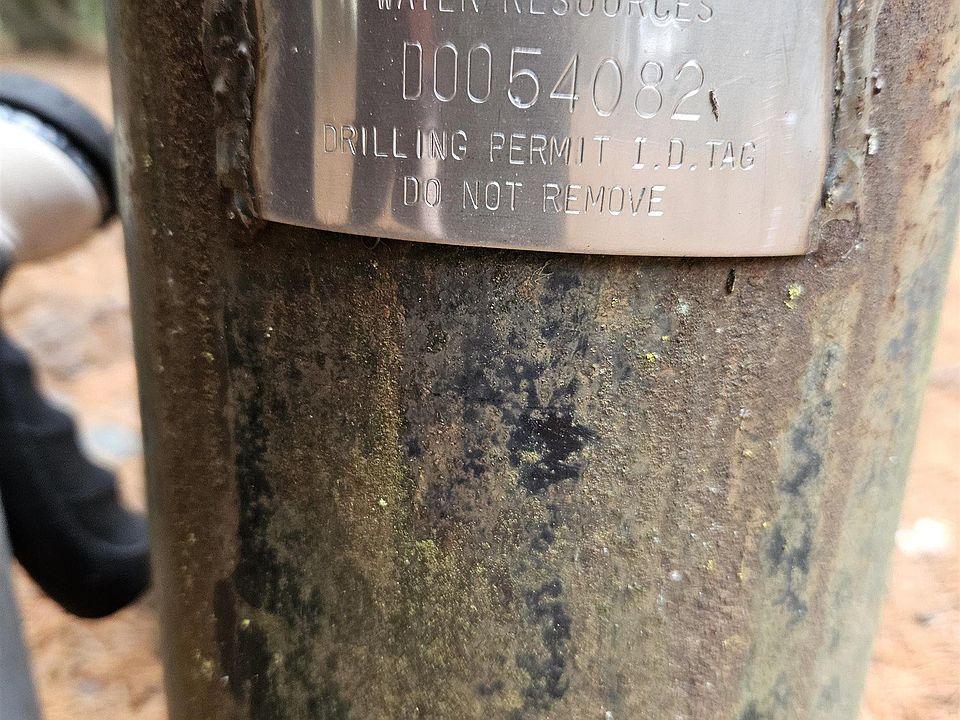 WATER RESOURCES
D0054082
DRILLING PERMIT I.D. TAG
DO NOT REMOVE